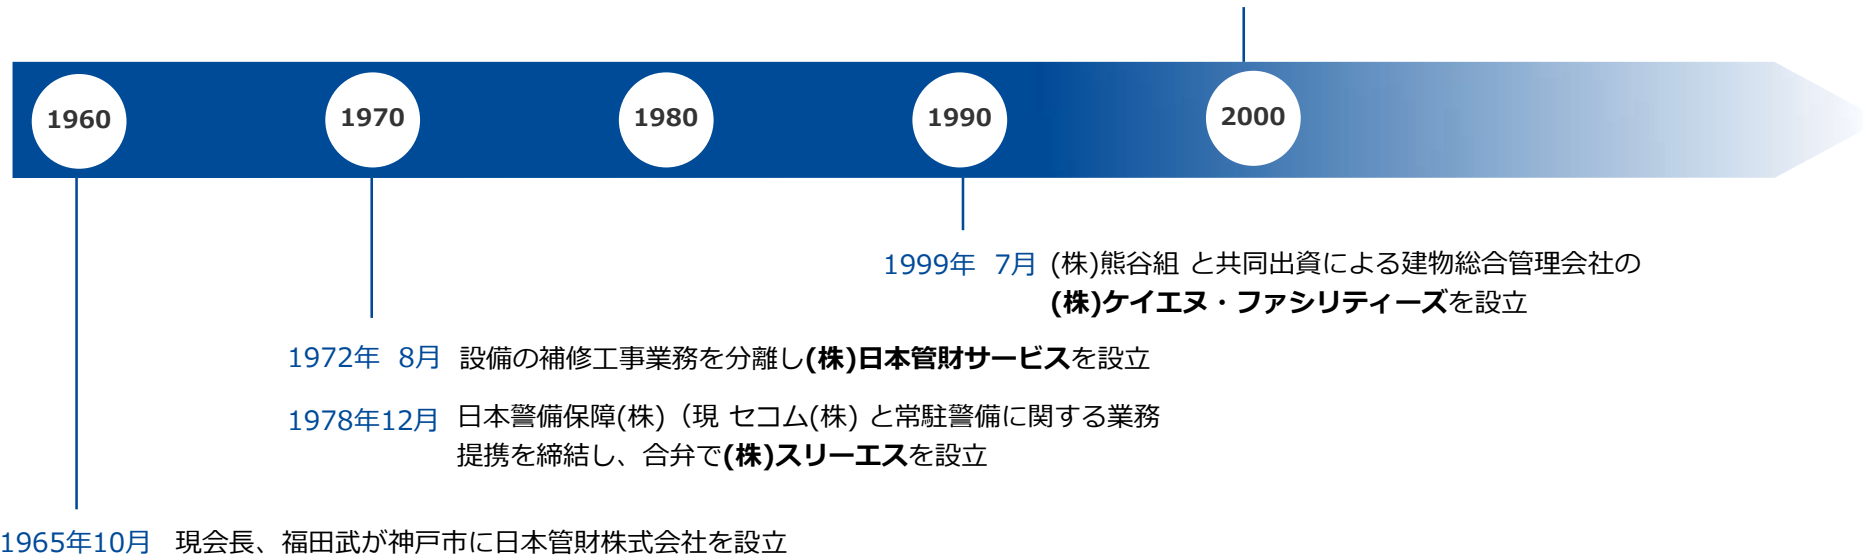 1960 1970 1980 1990 2000
1999年 7月 (株)熊谷組 と共同出資による建物総合管理会社の
(株)ケイエヌ・ファシリティーズを設立
1972年 8月 設備の補修工事業務を分離し(株)日本管財サービスを設立
1978年12月 日本警備保障(株)（現 セコム(株) と常駐警備に関する業務
提携を締結し、合弁で(株)スリーエスを設立
1965年10月 現会長、福田武が神戸市に日本管財株式会社を設立